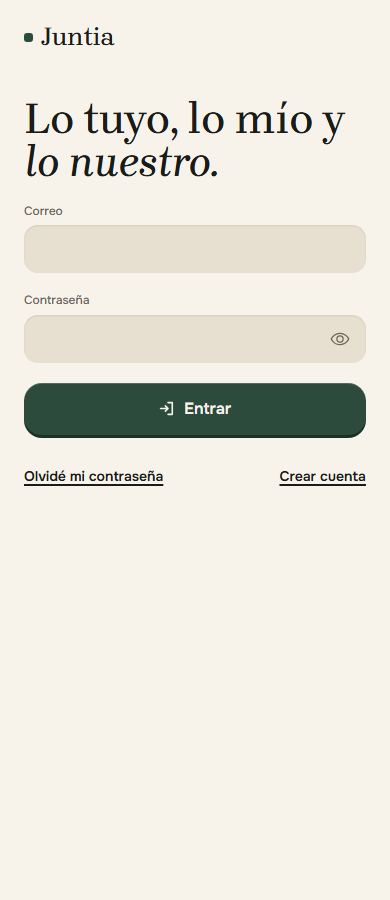 Juntia
Lo tuyo, lo mío y
lo nuestro.
Correo
Contraseña
Entrar
Olvidé mi contraseña
Crear cuenta